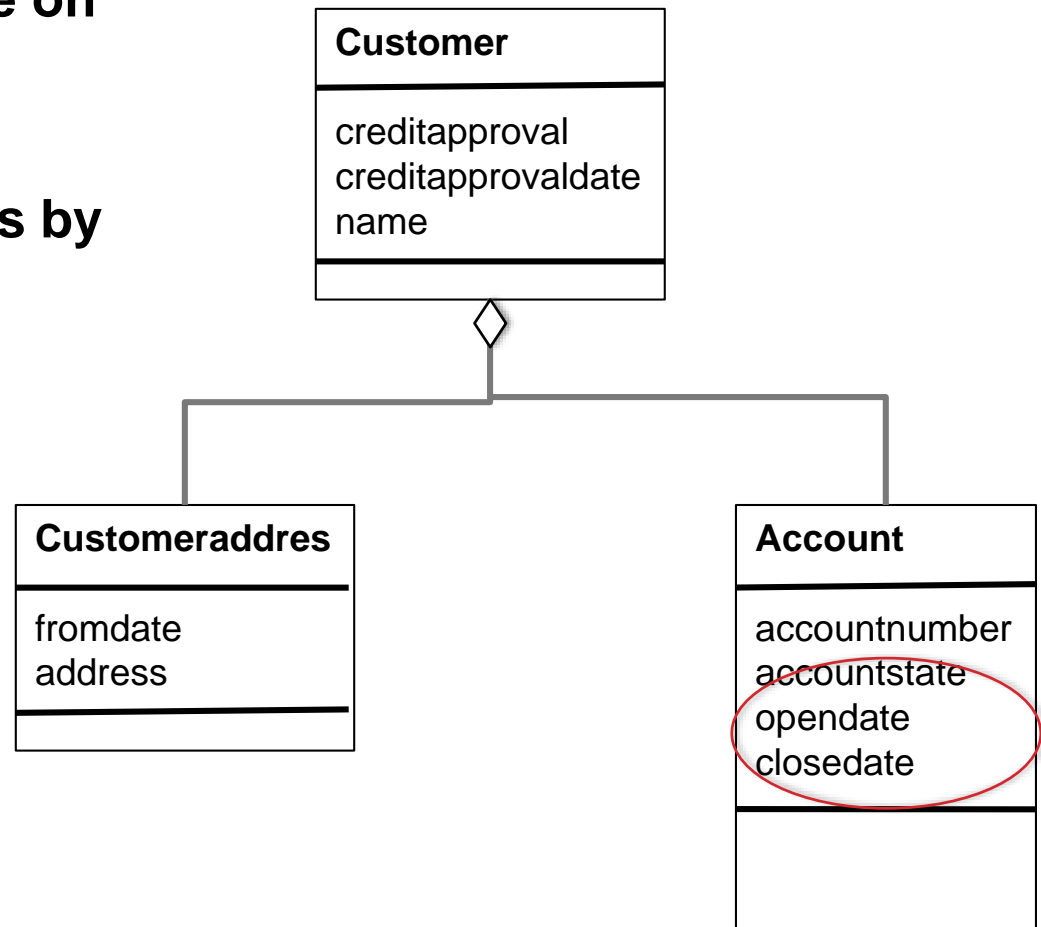 e on
s by
Customer
creditapproval
creditapprovaldate
name
Customeraddres
fromdate
address
Account
accountnumber
accountstate
opendate
closedate